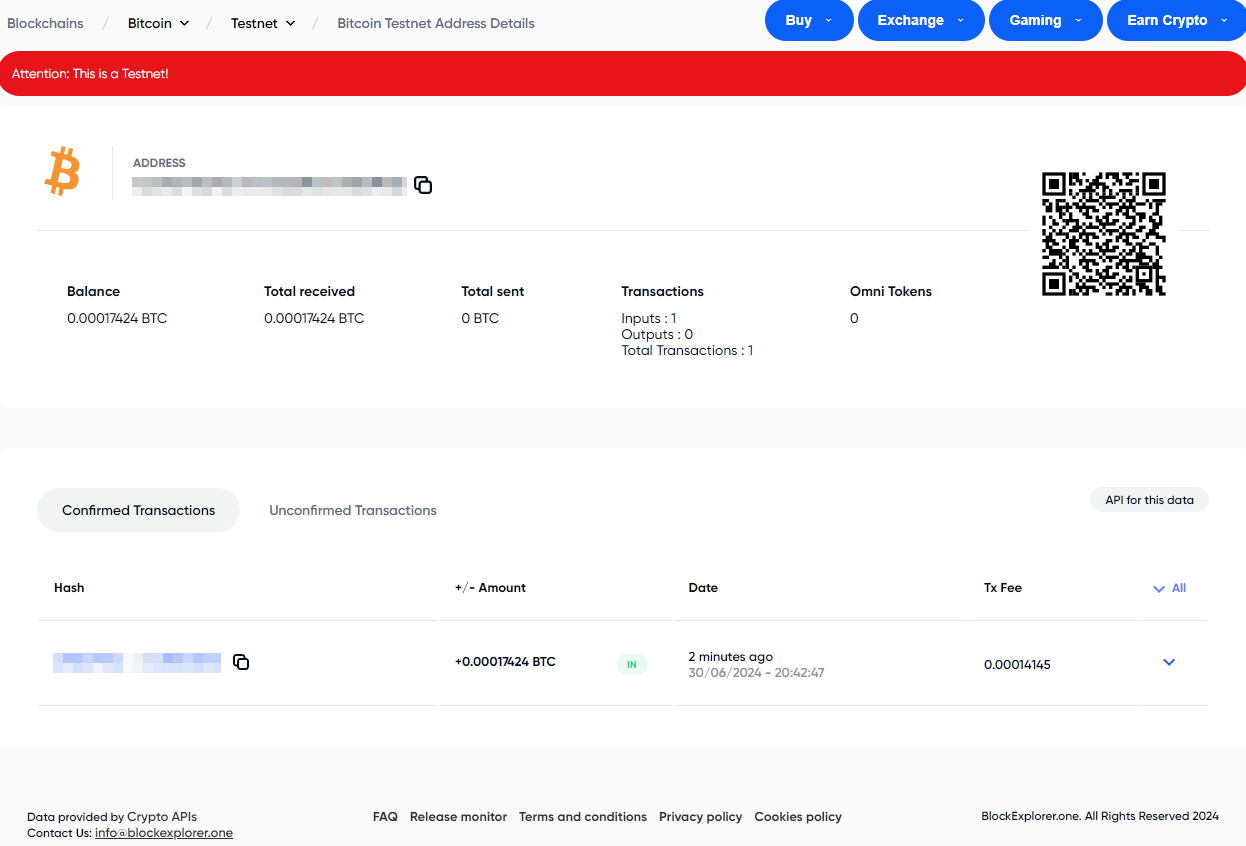 Blockchains / Bitcoin / Testnet / Bitcoin Testnet Address Details
Buy Exchange Gaming Earn Crypto
Attention: This is a Testnet!
ADDRESS
Balance Total received Total sent Transactions Omni Tokens
0.00017424 BTC 0.00017424 BTC 0 BTC Inputs : 1 0
Outputs : 0
Total Transactions : 1
Confirmed Transactions Unconfirmed Transactions API for this data
Hash +/- Amount Date Tx Fee All
+0.00017424 BTC IN 2 minutes ago 0.00014145
30/06/2024 - 20:42:47
Data provided by Crypto APIs FAQ Release monitor Terms and conditions Privacy policy Cookies policy BlockExplorer.one. All Rights Reserved 2024
Contact Us: info@blockexplorer.one